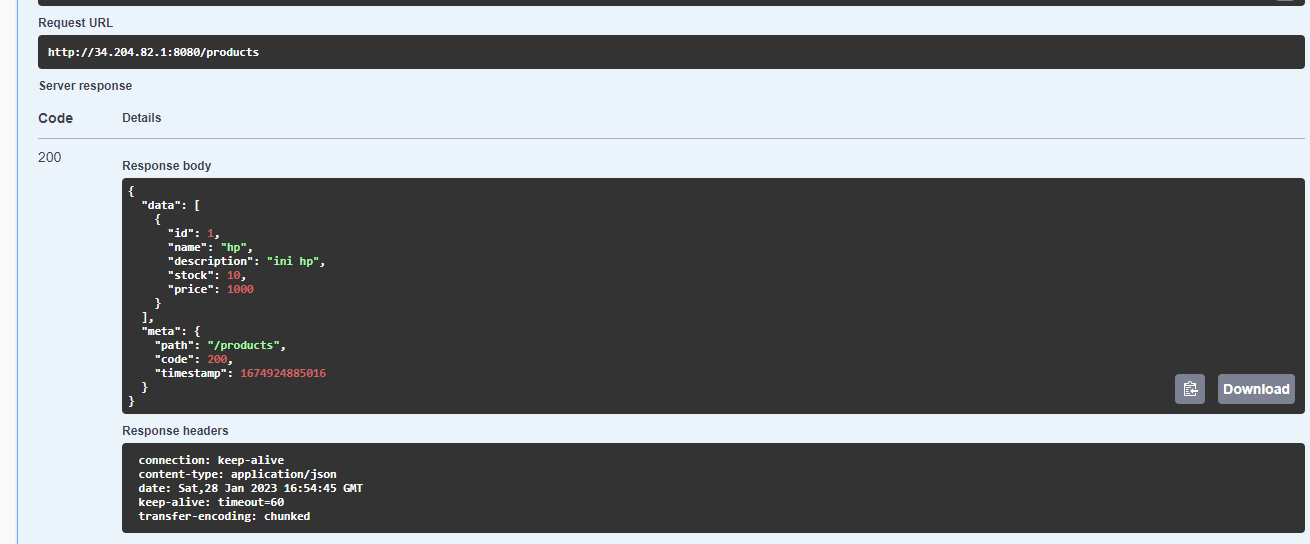 Request URL
http://34.204.82.1:8080/products
Server response
Code Details
200
Response body
{
  "data": [
    {
      "id": 1,
      "name": "hp",
      "description": "ini hp",
      "stock": 10,
      "price": 1000
    }
  ],
  "meta": {
    "path": "/products",
    "code": 200,
    "timestamp": 1674924885016
  }
}
Download
Response headers
connection: keep-alive
content-type: application/json
date: Sat,28 Jan 2023 16:54:45 GMT
keep-alive: timeout=60
transfer-encoding: chunked